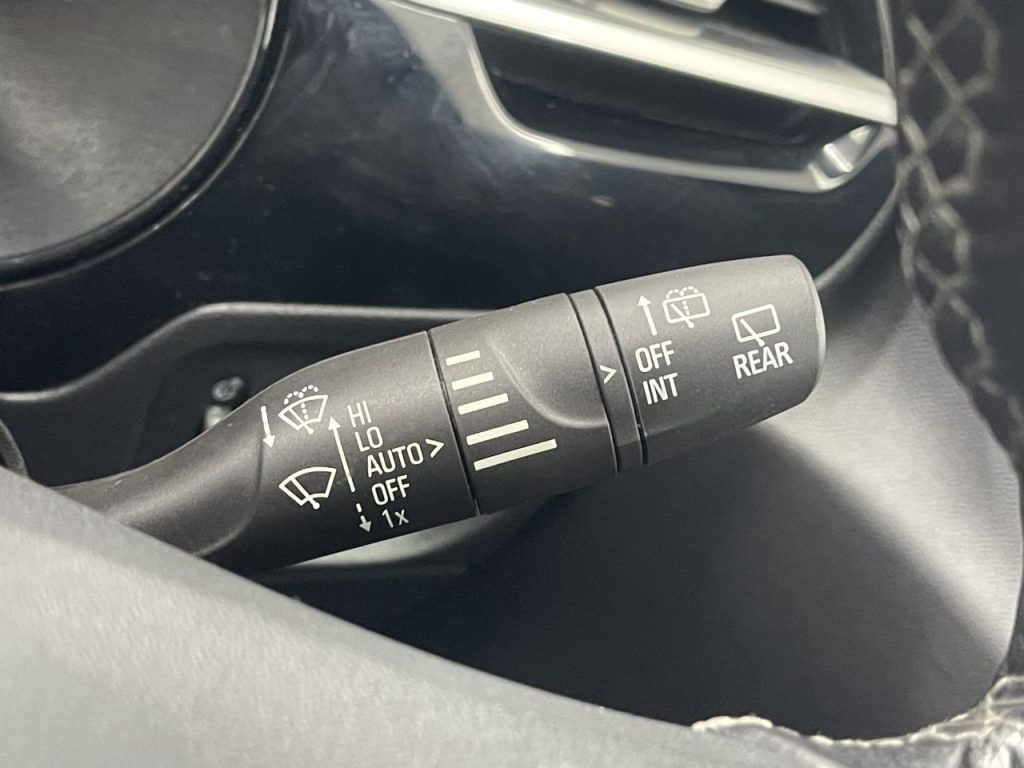 HI
LO
AUTO >
OFF
1x
>
OFF
INT
REAR